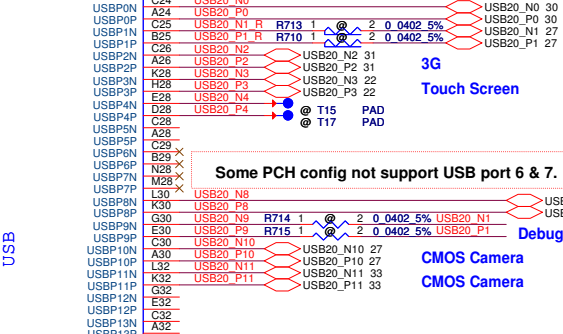 USBP0N C24 USB20_N0 USB20_N0 30
USBP0P A24 USB20_P0 USB20_P0 30
USBP1N C25 USB20_N1_R R713 1 @ 2 0_0402_5% USB20_N1 27
USBP1P B25 USB20_P1_R R710 1 @ 2 0_0402_5% USB20_P1 27
USBP2N C26 USB20_N2 USB20_N2 31
USBP2P A26 USB20_P2 USB20_P2 31
3G
USBP3N K28 USB20_N3 USB20_N3 22
USBP3P H28 USB20_P3 USB20_P3 22
Touch Screen
USBP4N E28 USB20_N4 @ T15 PAD
USBP4P D28 USB20_P4 @ T17 PAD
USBP5N C28
USBP5P A28
USBP6N C29
USBP6P B29
USBP7N N28
USBP7P M28
Some PCH config not support USB port 6 & 7.
USBP8N L30 USB20_N8
USBP8P K30 USB20_P8
USBP9N G30 USB20_N9 R714 1 @ 2 0_0402_5% USB20_N1
USBP9P E30 USB20_P9 R715 1 @ 2 0_0402_5% USB20_P1
Debug
USBP10N C30 USB20_N10 USB20_N10 27
USBP10P A30 USB20_P10 USB20_P10 27
CMOS Camera
USBP11N L32 USB20_N11 USB20_N11 33
USBP11P K32 USB20_P11 USB20_P11 33
CMOS Camera
USBP12N G32
USBP12P E32
USBP13N C32
A32
USB